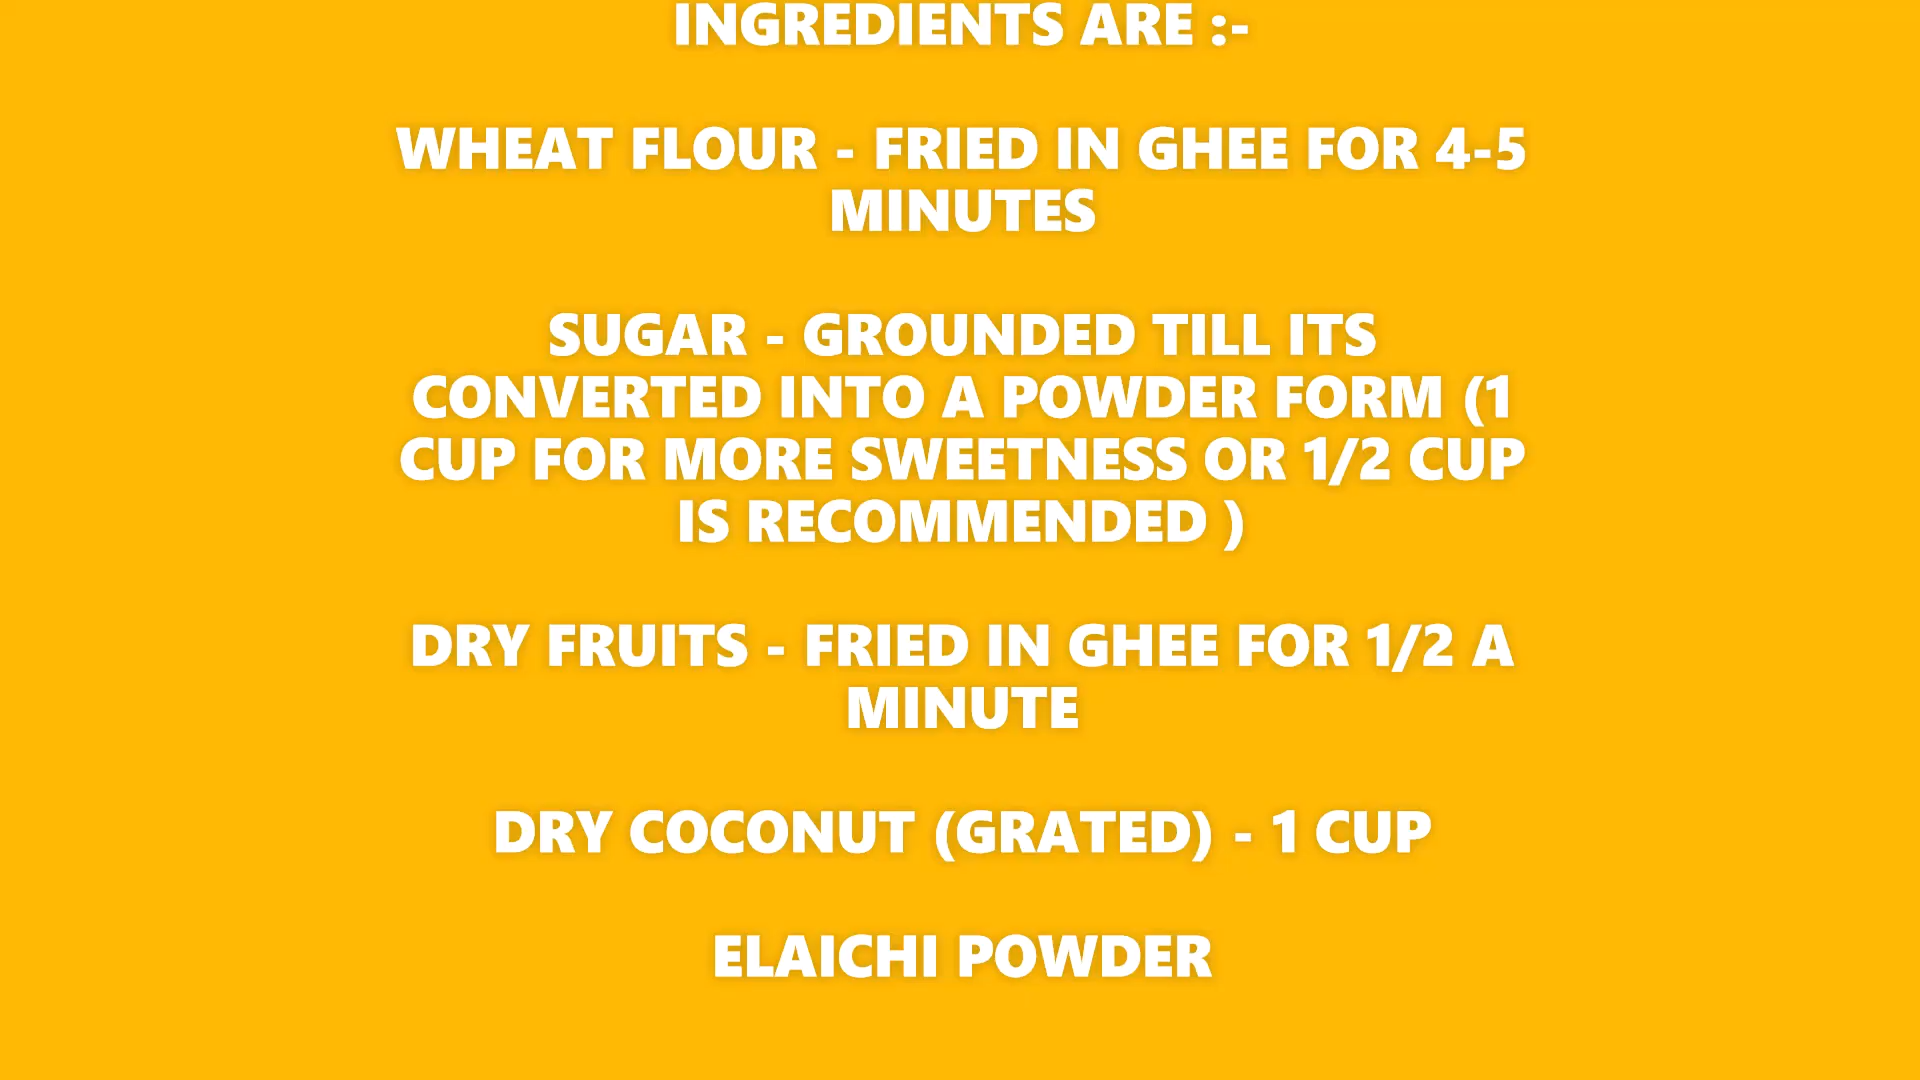 INGREDIENTS ARE :-
WHEAT FLOUR - FRIED IN GHEE FOR 4-5
MINUTES
SUGAR - GROUNDED TILL ITS
CONVERTED INTO A POWDER FORM (1
CUP FOR MORE SWEETNESS OR 1/2 CUP
IS RECOMMENDED )
DRY FRUITS - FRIED IN GHEE FOR 1/2 A
MINUTE
DRY COCONUT (GRATED) - 1 CUP
ELAICHI POWDER